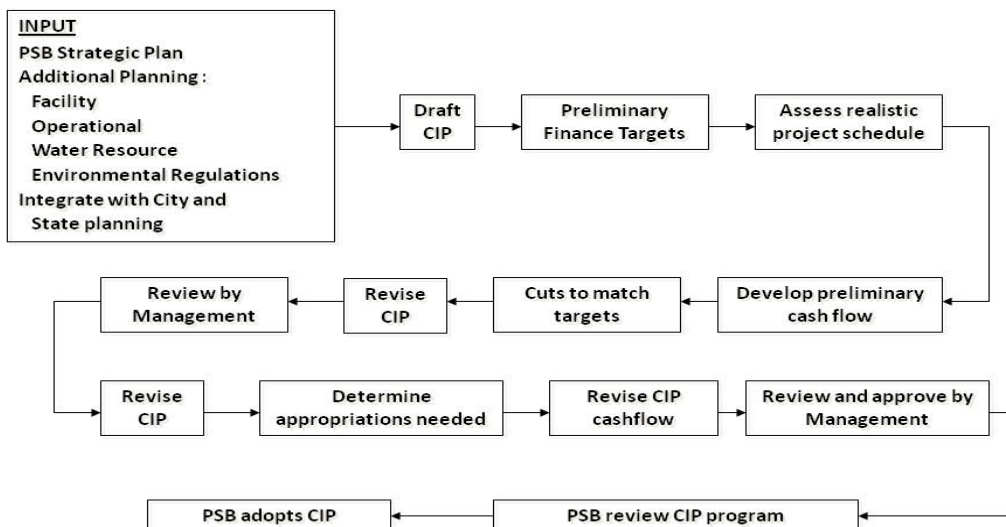 INPUT
PSB Strategic Plan
Additional Planning :
Facility
Operational
Water Resource
Environmental Regulations
Integrate with City and
State planning
Draft
CIP
Preliminary
Finance Targets
Assess realistic
project schedule
Develop preliminary
cash flow
Cuts to match
targets
Revise
CIP
Review by
Management
Revise
CIP
Determine
appropriations needed
Revise CIP
cashflow
Review and approve by
Management
PSB review CIP program
PSB adopts CIP